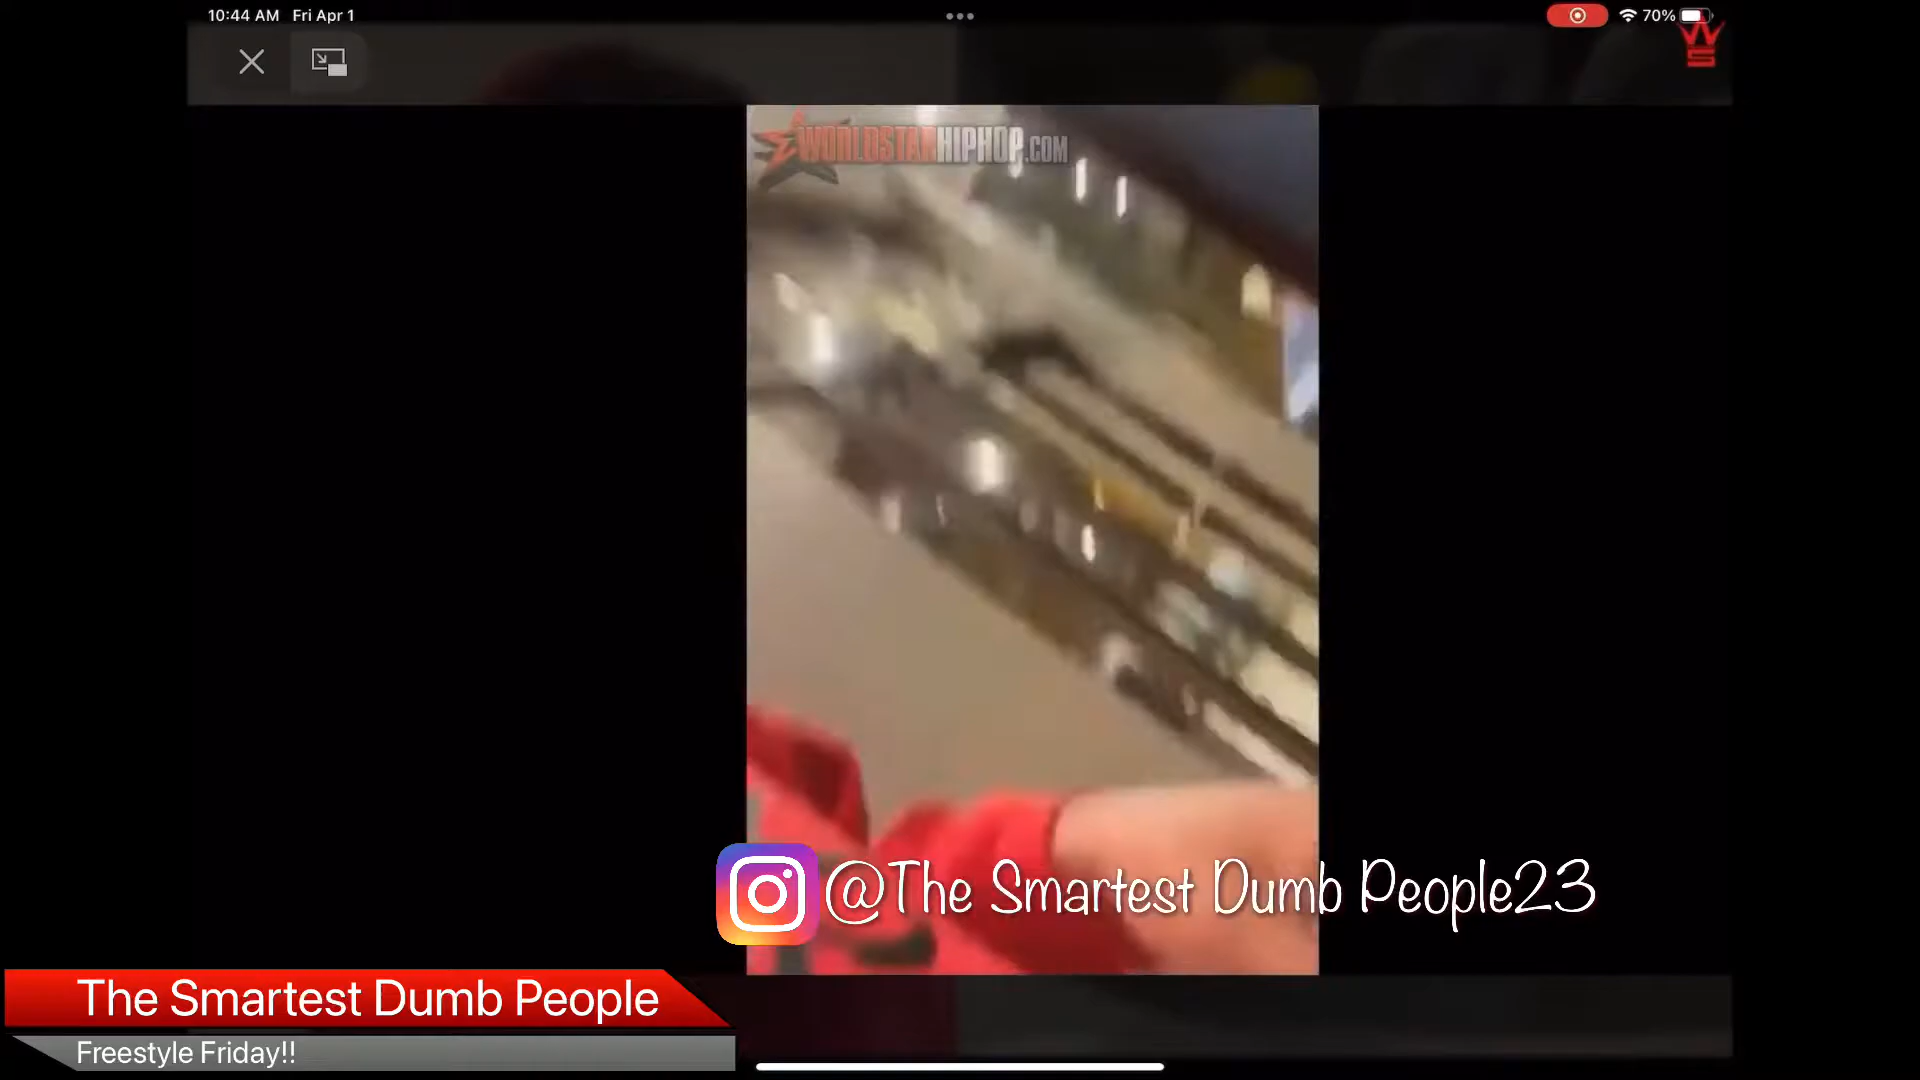 10:44 AM Fri Apr 1
70%
WORLDSTARHIPHOP.COM
@The Smartest Dumb People23
The Smartest Dumb People
Freestyle Friday!!